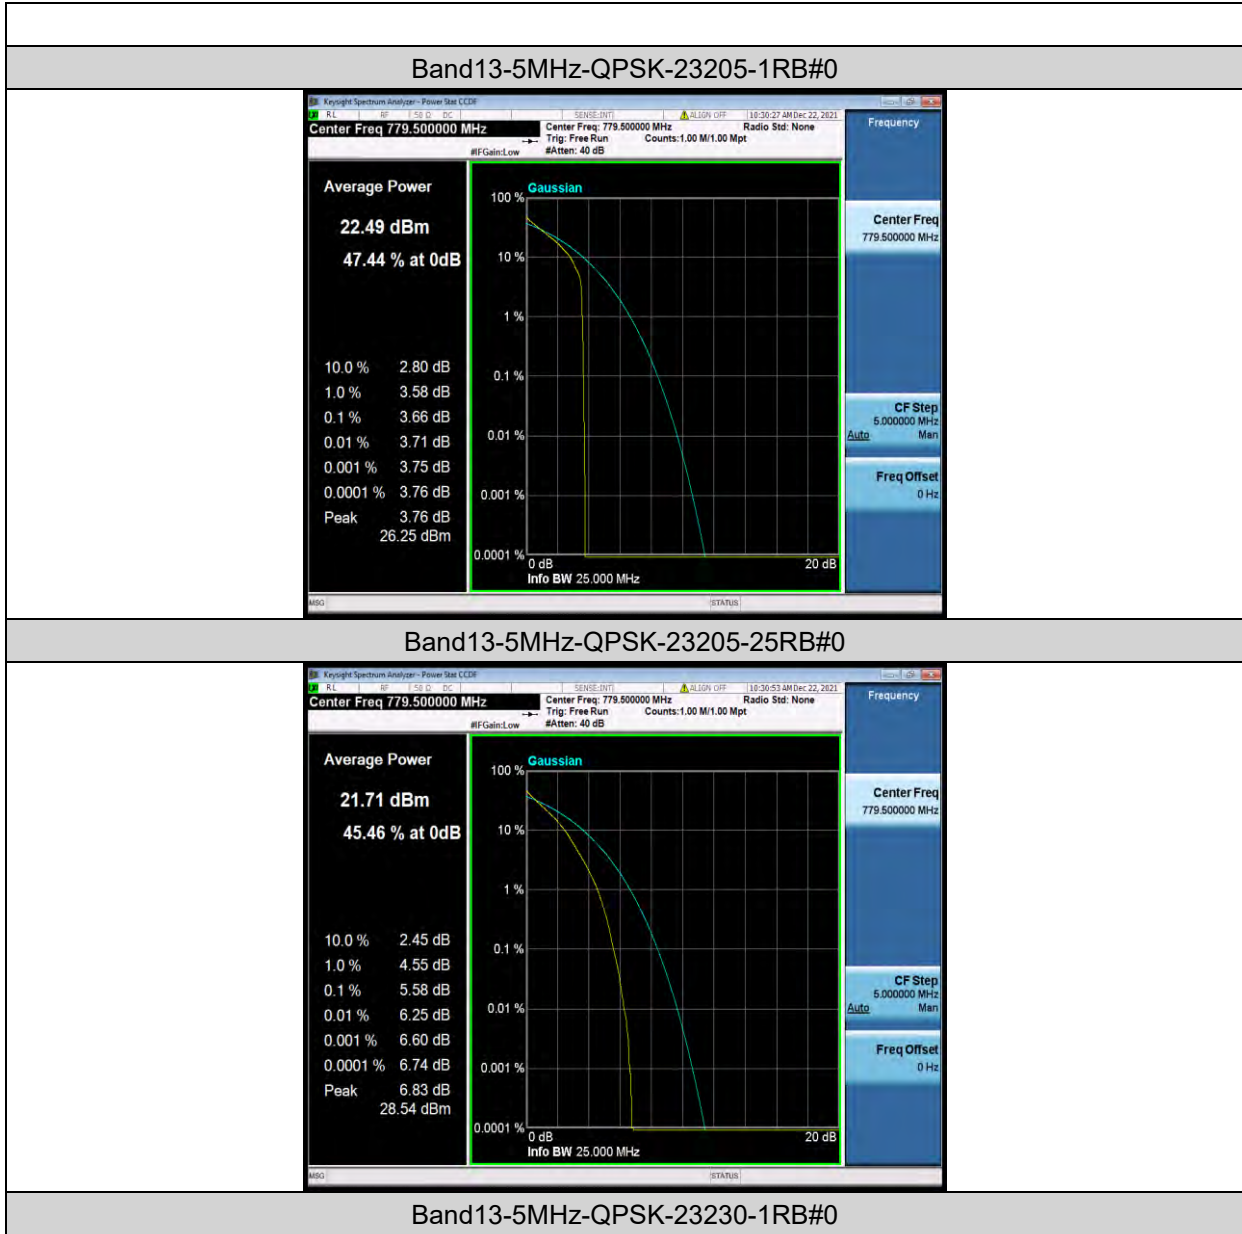 Band13-5MHz-QPSK-23205-1RB#0
Keysight Spectrum Analyzer - Power Stat CCDF
RL RF 50 Ω DC SENSE:INT ALIGN OFF 10:30:27 AM Dec 22, 2021
Center Freq 779.500000 MHz
Center Freq: 779.500000 MHz Radio Std: None
Trig: Free Run Counts:1.00 M/1.00 Mpt
#IFGain:Low #Atten: 40 dB
Frequency
Average Power
22.49 dBm
47.44 % at 0dB
10.0 % 2.80 dB
1.0 % 3.58 dB
0.1 % 3.66 dB
0.01 % 3.71 dB
0.001 % 3.75 dB
0.0001 % 3.76 dB
Peak 3.76 dB
26.25 dBm
Gaussian
100 %
10 %
1 %
0.1 %
0.01 %
0.001 %
0.0001 %
0 dB 20 dB
Info BW 25.000 MHz
Center Freq
779.500000 MHz
CF Step
5.000000 MHz
Auto Man
Freq Offset
0 Hz
MSG STATUS
Band13-5MHz-QPSK-23205-25RB#0
Keysight Spectrum Analyzer - Power Stat CCDF
RL RF 50 Ω DC SENSE:INT ALIGN OFF 10:30:53 AM Dec 22, 2021
Center Freq 779.500000 MHz
Center Freq: 779.500000 MHz Radio Std: None
Trig: Free Run Counts:1.00 M/1.00 Mpt
#IFGain:Low #Atten: 40 dB
Frequency
Average Power
21.71 dBm
45.46 % at 0dB
10.0 % 2.45 dB
1.0 % 4.55 dB
0.1 % 5.58 dB
0.01 % 6.25 dB
0.001 % 6.60 dB
0.0001 % 6.74 dB
Peak 6.83 dB
28.54 dBm
Gaussian
100 %
10 %
1 %
0.1 %
0.01 %
0.001 %
0.0001 %
0 dB 20 dB
Info BW 25.000 MHz
Center Freq
779.500000 MHz
CF Step
5.000000 MHz
Auto Man
Freq Offset
0 Hz
MSG STATUS
Band13-5MHz-QPSK-23230-1RB#0